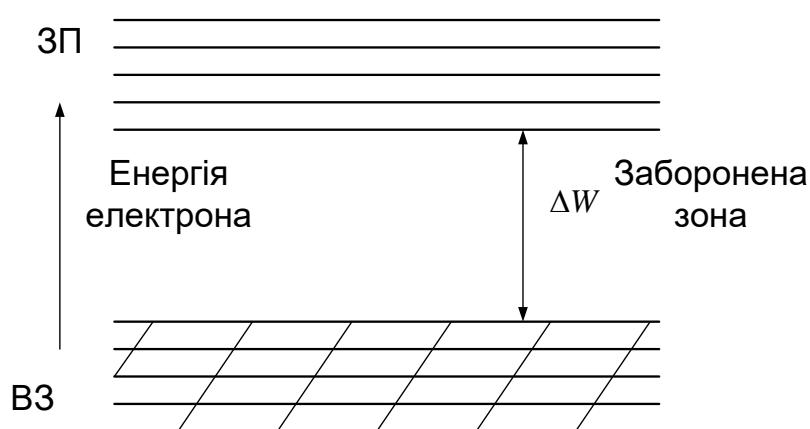 ЗП
Енергія
електрона
ΔW
Заборонена
зона
ВЗ